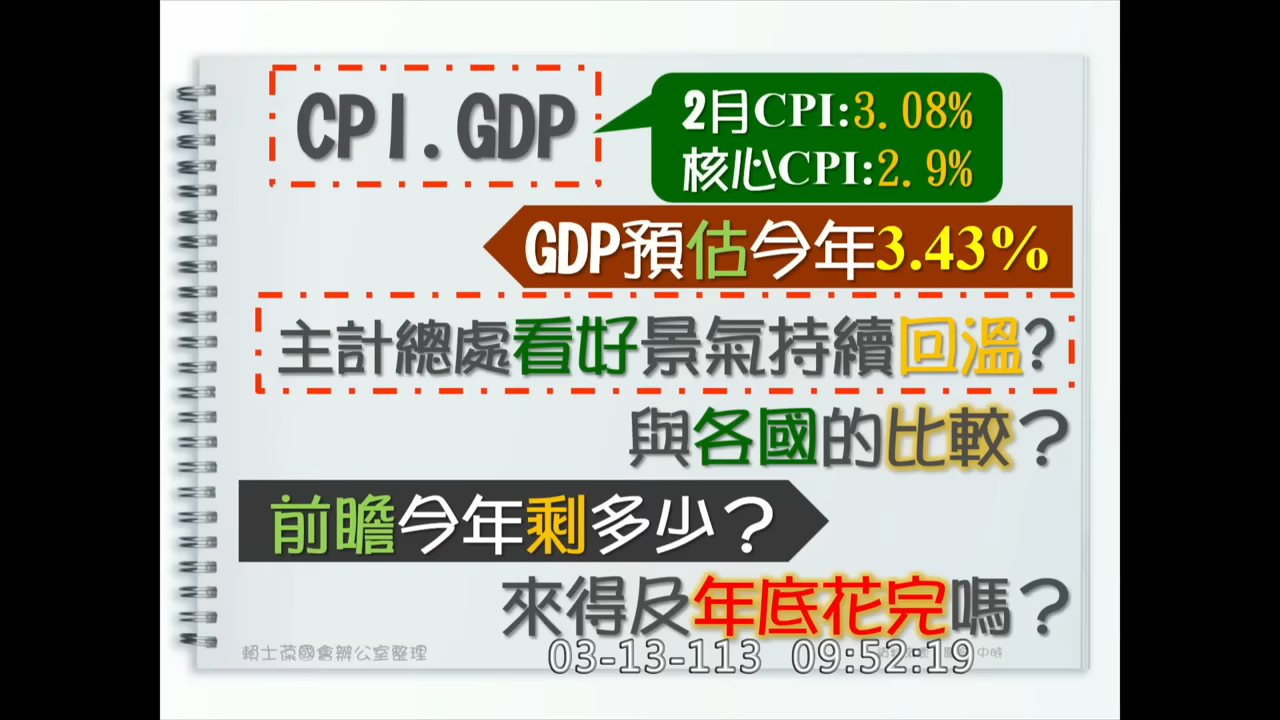 CPI.GDP
2月CPI:3.08%
核心CPI:2.9%
GDP預估今年3.43%
主計總處看好景氣持續回溫?
與各國的比較？
前瞻今年剩多少？
來得及年底花完嗎？
賴士葆國會辦公室整理
03-13-113 09:52:19
中時